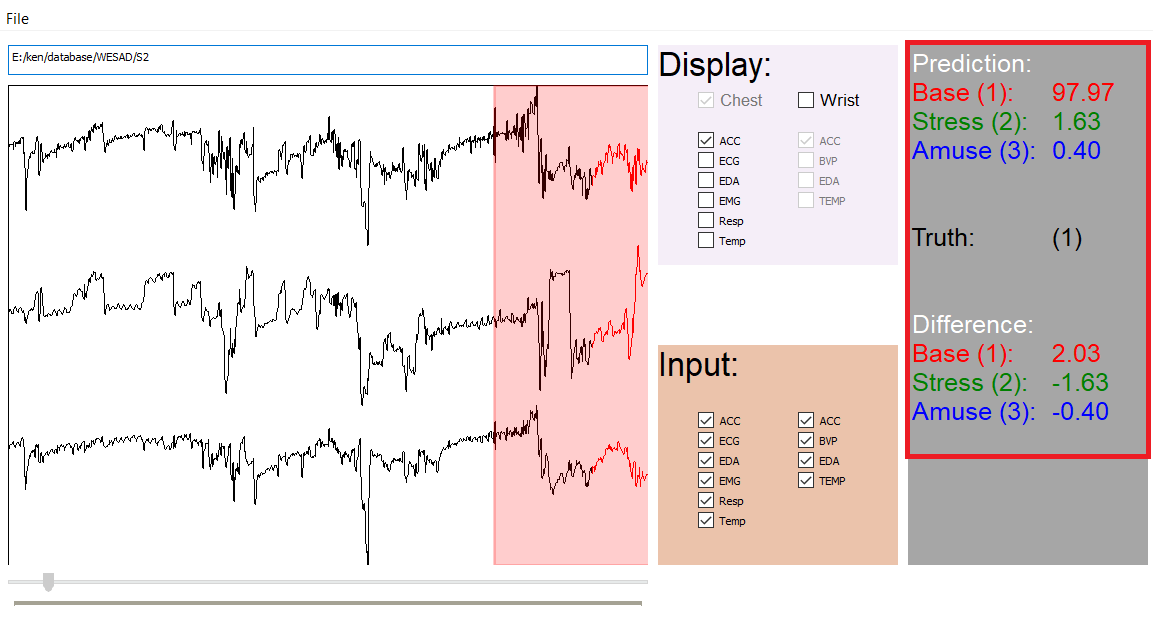 File
E:/ken/database/WESAD/S2
Display:
Chest Wrist
ACC ACC
ECG BVP
EDA EDA
EMG TEMP
Resp
Temp
Input:
ACC ACC
ECG BVP
EDA EDA
EMG TEMP
Resp
Temp
Prediction:
Base (1): 97.97
Stress (2): 1.63
Amuse (3): 0.40
Truth: (1)
Difference:
Base (1): 2.03
Stress (2): -1.63
Amuse (3): -0.40